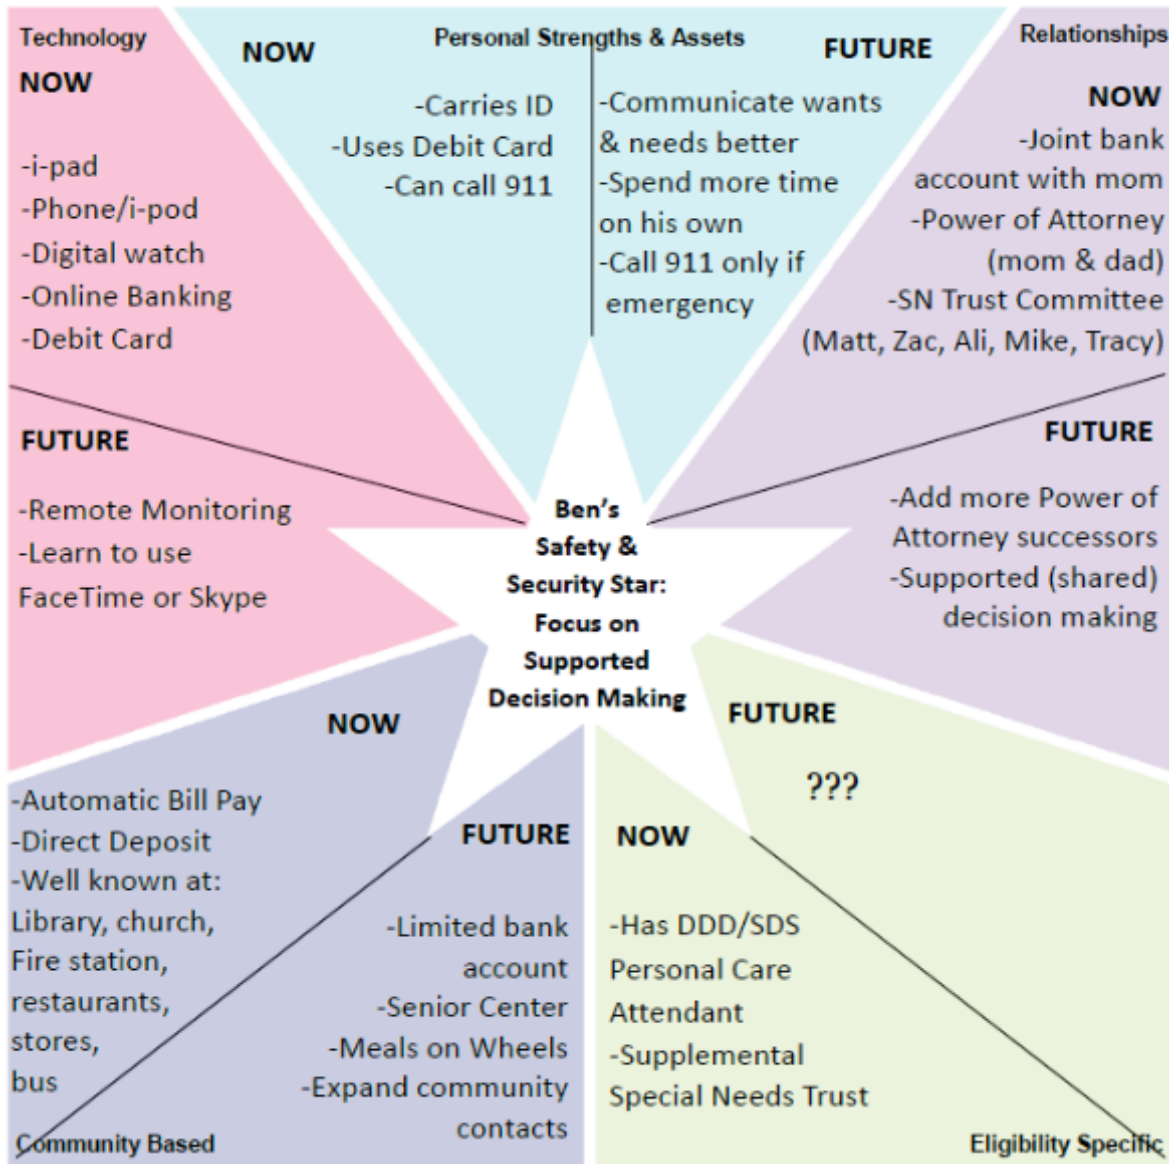 Technology
NOW
-i-pad
-Phone/i-pod
-Digital watch
-Online Banking
-Debit Card
FUTURE
-Remote Monitoring
-Learn to use
FaceTime or Skype
Personal Strengths & Assets
NOW
-Carries ID
-Uses Debit Card
-Can call 911
FUTURE
-Communicate wants
& needs better
-Spend more time
on his own
-Call 911 only if
emergency
Relationships
NOW
-Joint bank
account with mom
-Power of Attorney
(mom & dad)
-SN Trust Committee
(Matt, Zac, Ali, Mike, Tracy)
FUTURE
-Add more Power of
Attorney successors
-Supported (shared)
decision making
Ben's
Safety &
Security Star:
Focus on
Supported
Decision Making
NOW
-Automatic Bill Pay
-Direct Deposit
-Well known at:
Library, church,
Fire station,
restaurants,
stores,
bus
Community Based
FUTURE
-Limited bank
account
-Senior Center
-Meals on Wheels
-Expand community
contacts
FUTURE
???
NOW
-Has DDD/SDS
Personal Care
Attendant
-Supplemental
Special Needs Trust
Eligibility Specific